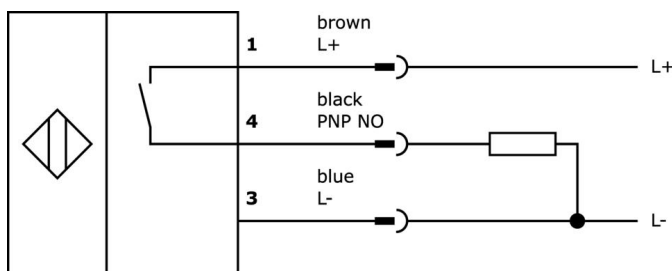 brown
1 L+
L+
black
4 PNP NO
blue
3 L-
L-